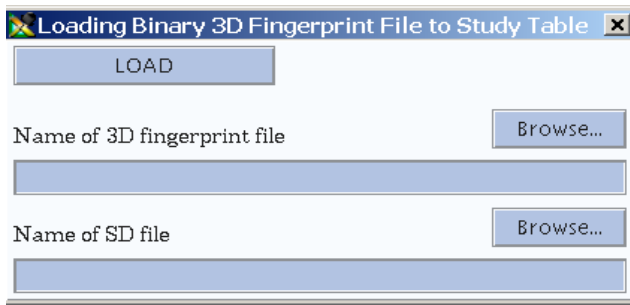 Loading Binary 3D Fingerprint File to Study Table
LOAD
Name of 3D fingerprint file
Browse...
Name of SD file
Browse...